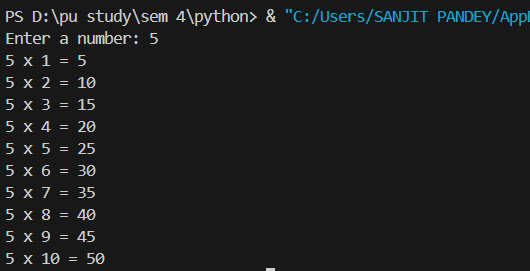 PS D:\pu study\sem 4\python> & "C:/Users/SANJIT PANDEY/App
Enter a number: 5
5 x 1 = 5
5 x 2 = 10
5 x 3 = 15
5 x 4 = 20
5 x 5 = 25
5 x 6 = 30
5 x 7 = 35
5 x 8 = 40
5 x 9 = 45
5 x 10 = 50